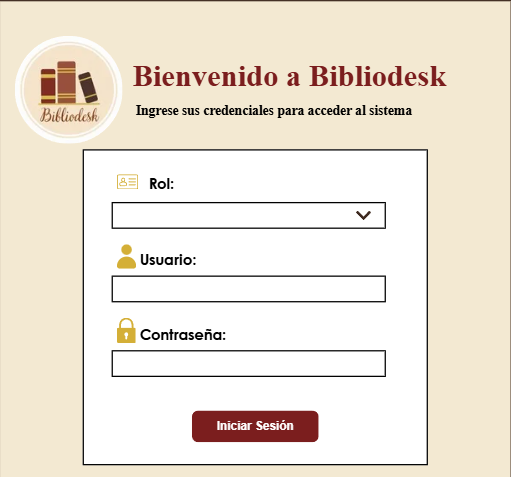 Bienvenido a Bibliodesk
Bibliodesk
Ingrese sus credenciales para acceder al sistema
Rol:
Usuario:
Contraseña:
Iniciar Sesión